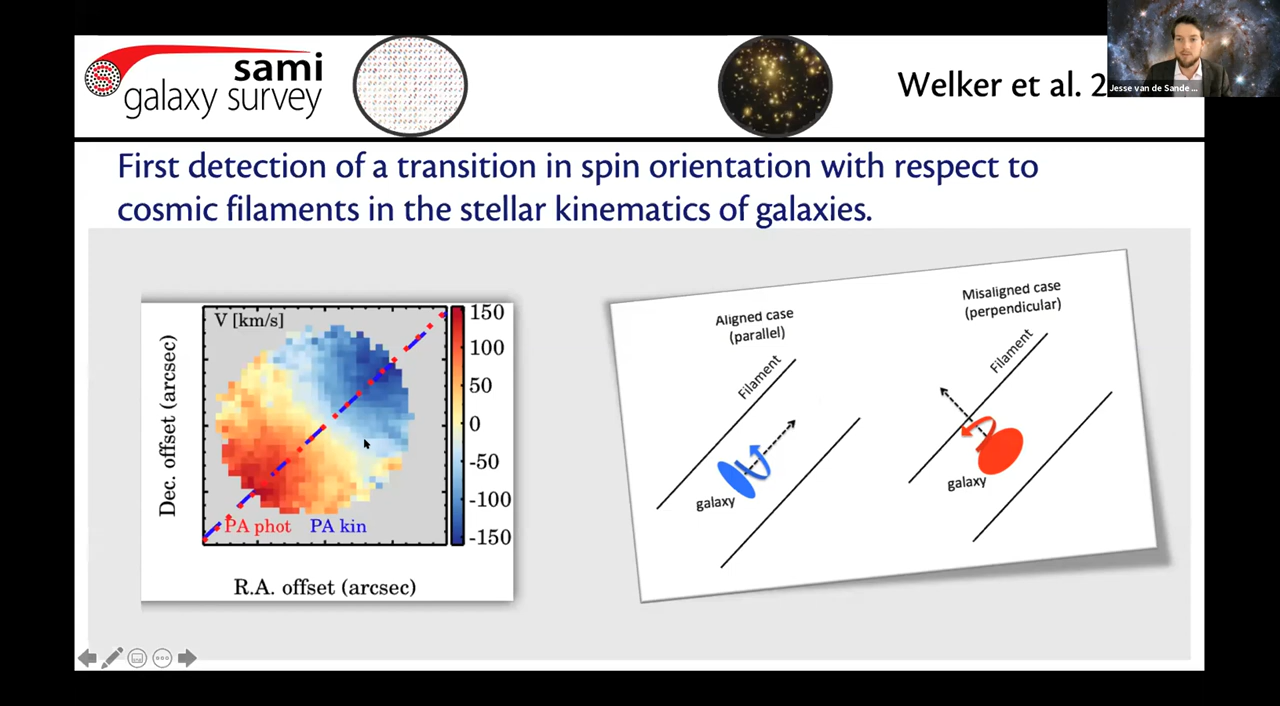 sami
galaxy survey
Welker et al. 2
Jesse van de Sande ...
First detection of a transition in spin orientation with respect to
cosmic filaments in the stellar kinematics of galaxies.
V [km/s]
Dec. offset (arcsec)
150
100
50
0
-50
-100
-150
PA phot PA kin
R.A. offset (arcsec)
Aligned case
(parallel)
Filament
galaxy
Misaligned case
(perpendicular)
Filament
galaxy